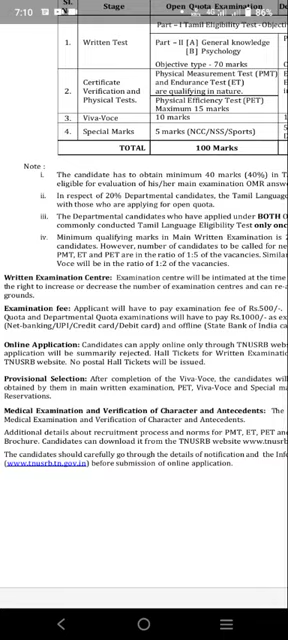 7:10
4G
86%
Sl. Stage Open Quota Examination
N
Part – I Tamil Eligibility Test - Objecti
1. Written Test Part – II [A] General knowledge
[B] Psychology
Objective type - 70 marks
2. Certificate Verification and Physical Tests. Physical Measurement Test (PMT)
and Endurance Test (ET)
are qualifying in nature.
Physical Efficiency Test (PET)
Maximum 15 marks
3. Viva-Voce 10 marks 1
4. Special Marks 5 marks (NCC/NSS/Sports)
TOTAL 100 Marks
Note :
i. The candidate has to obtain minimum 40 marks (40%) in T
eligible for evaluation of his/her main examination OMR answ
ii. In respect of 20% Departmental candidates, the Tamil Languag
with those who are applying for open quota.
iii. The Departmental candidates who have applied under BOTH O
commonly conducted Tamil Language Eligibility Test only onc
iv. Minimum qualifying marks in Main Written Examination is 2
candidates. However, number of candidates to be called for ne
PMT, ET and PET are in the ratio of 1:5 of the vacancies. Similar
Voce will be in the ratio of 1:2 of the vacancies.
Written Examination Centre: Examination centre will be intimated at the time
the right to increase or decrease the number of examination centres and can re-a
grounds.
Examination fee: Applicant will have to pay examination fee of Rs.500/-.
Quota and Departmental Quota examinations will have to pay Rs.1000/- as ex
(Net-banking/UPI/Credit card/Debit card) and offline (State Bank of India ca
Online Application: Candidates can apply online only through TNUSRB webs
application will be summarily rejected. Hall Tickets for Written Examinatio
TNUSRB website. No postal Hall Tickets will be issued.
Provisional Selection: After completion of the Viva-Voce, the candidates will
obtained by them in main written examination, PET, Viva-Voce and Special ma
Reservations.
Medical Examination and Verification of Character and Antecedents: The
Medical Examination and Verification of Character and Antecedents.
Additional details about recruitment process and norms for PMT, ET, PET an
Brochure. Candidates can download it from the TNUSRB website www.tnusrb
The candidates should carefully go through the details of notification and the Info
(www.tnusrb.tn.gov.in) before submission of online application.